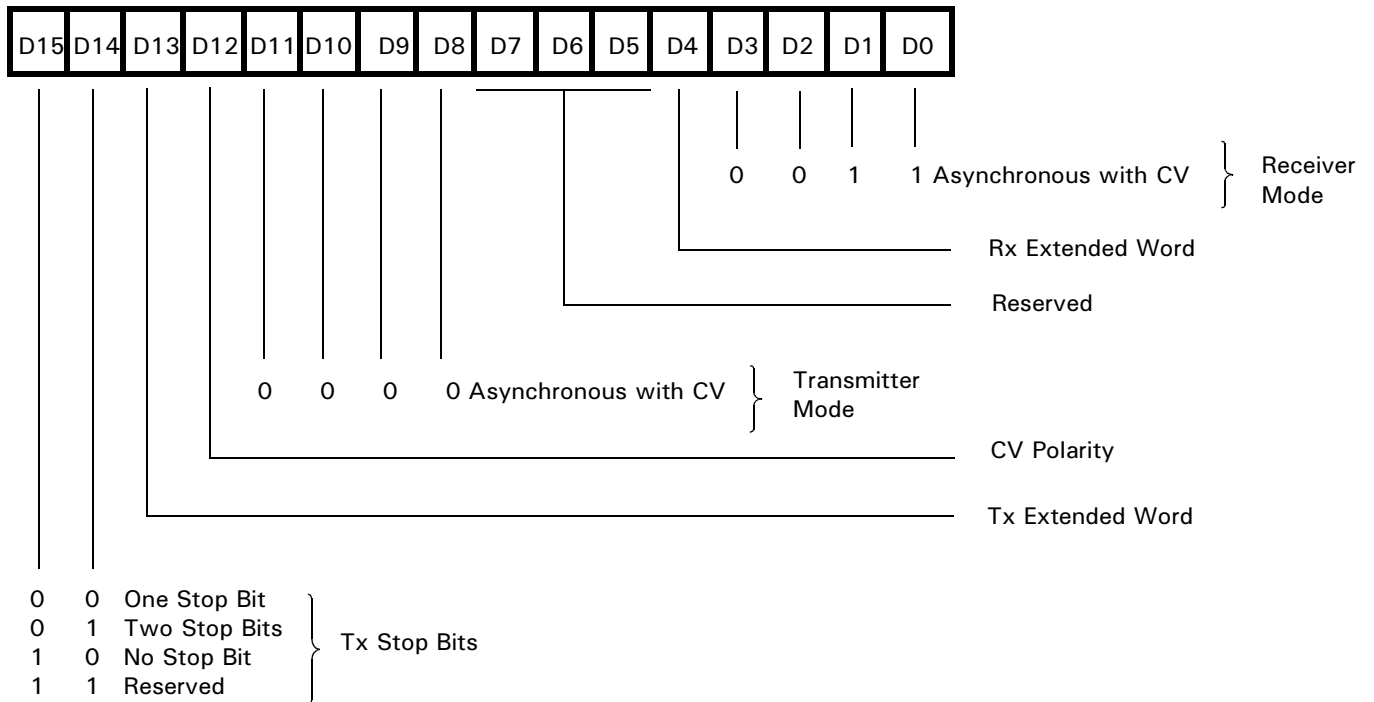 D15 D14 D13 D12 D11 D10 D9 D8 D7 D6 D5 D4 D3 D2 D1 D0
0 0 1 1 Asynchronous with CV
Receiver
Mode
Rx Extended Word
Reserved
0 0 0 0 Asynchronous with CV
Transmitter
Mode
CV Polarity
Tx Extended Word
0 0 One Stop Bit
0 1 Two Stop Bits
1 0 No Stop Bit
1 1 Reserved
Tx Stop Bits